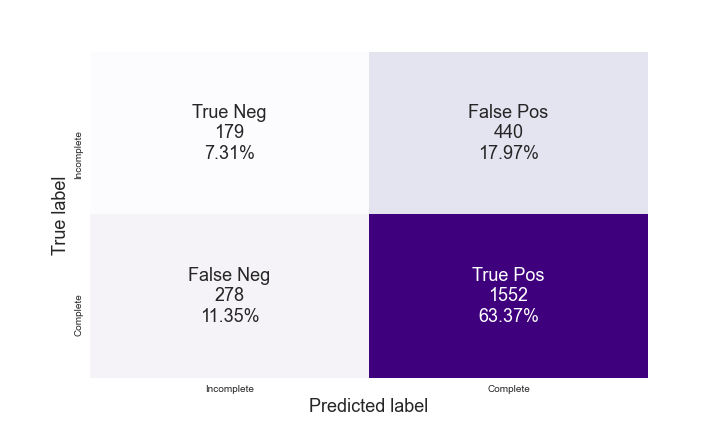 True label
Incomplete
True Neg
179
7.31%
False Pos
440
17.97%
Complete
False Neg
278
11.35%
True Pos
1552
63.37%
Incomplete
Complete
Predicted label